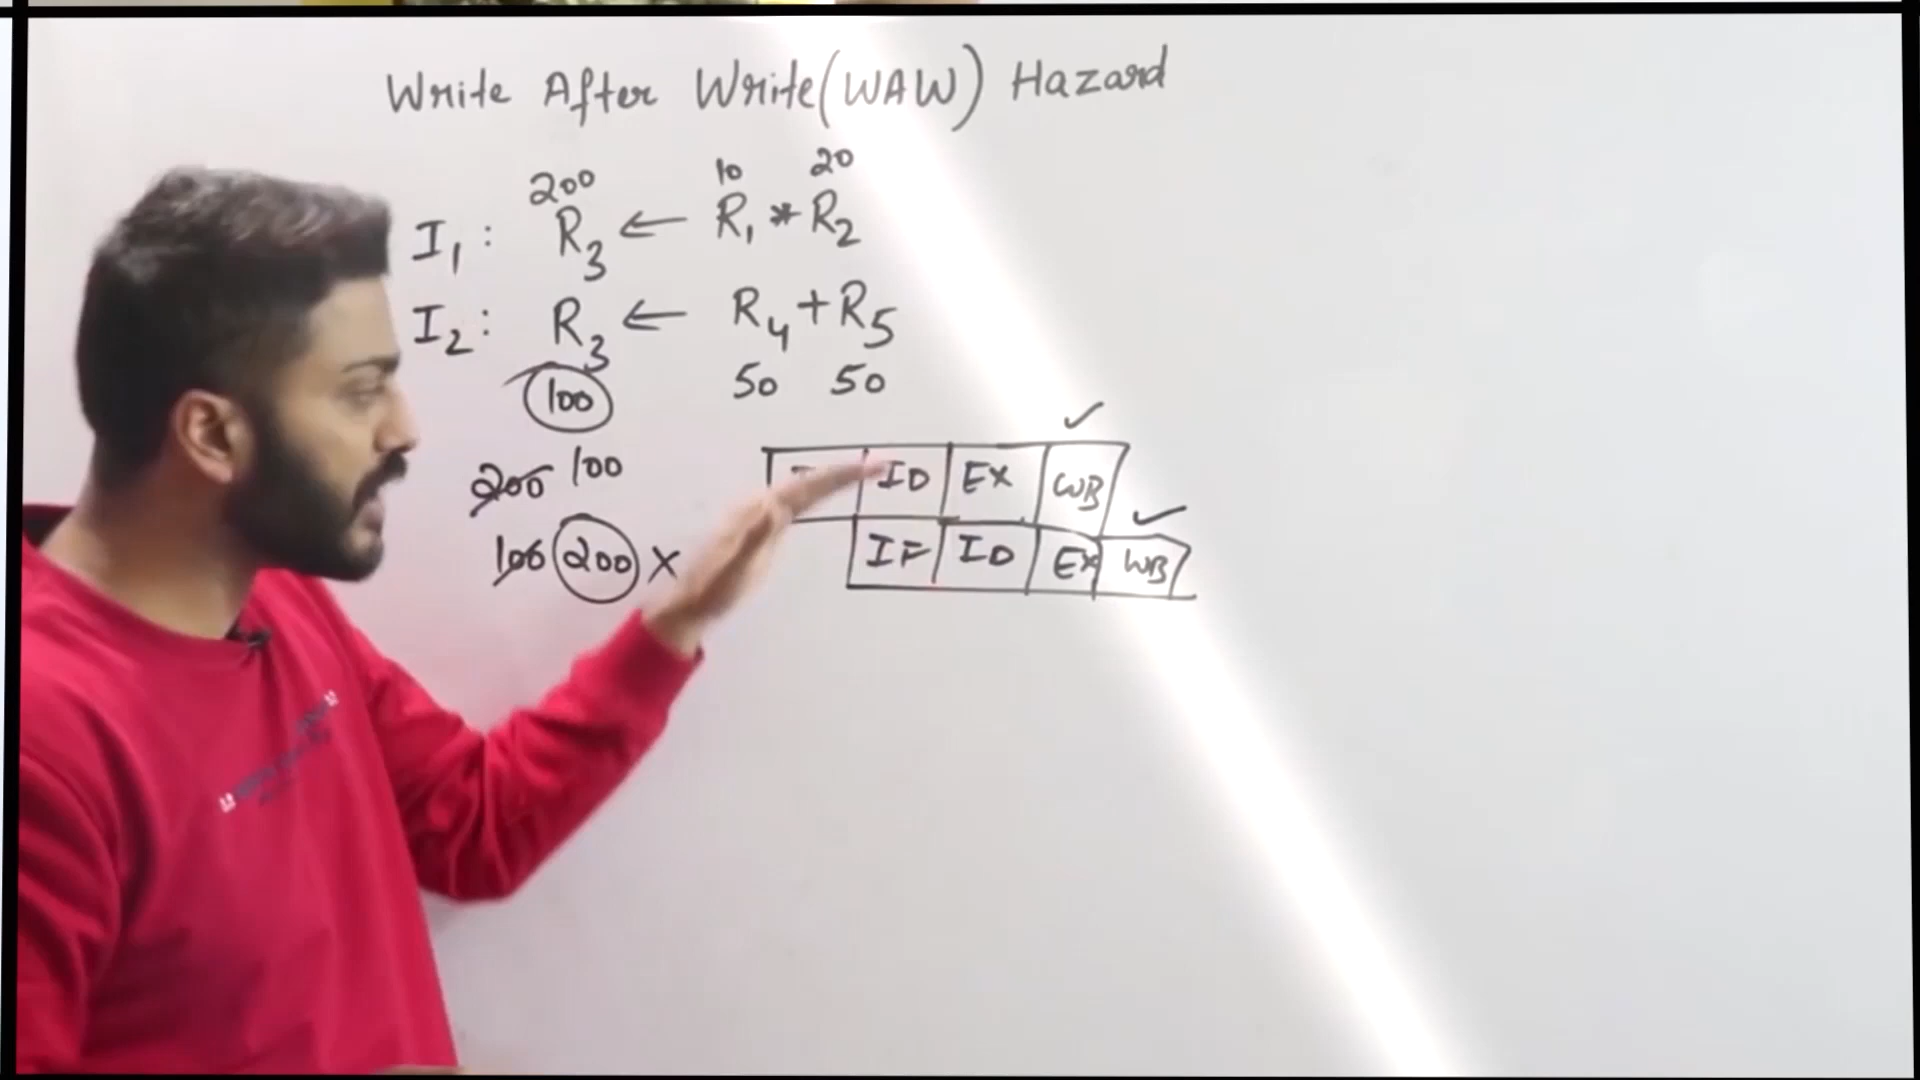 Write After Write (WAW) Hazard
200 10 20
I1 : R3 ← R1 * R2
I2 : R3 ← R4 + R5
100 50 50
200 100
100 200 ×
ID EX WB
IF ID EX WB